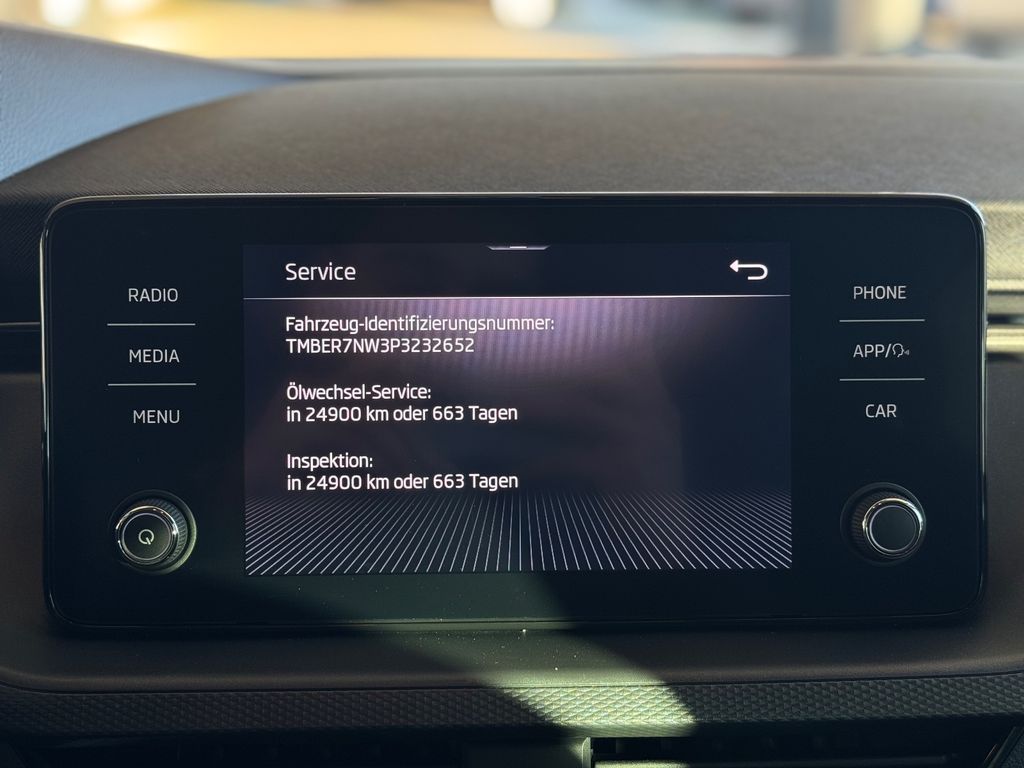 Service
RADIO
MEDIA
MENU
Fahrzeug-Identifizierungsnummer:
TMBER7NW3P3232652
Ölwechsel-Service:
in 24900 km oder 663 Tagen
Inspektion:
in 24900 km oder 663 Tagen
PHONE
APP/
CAR